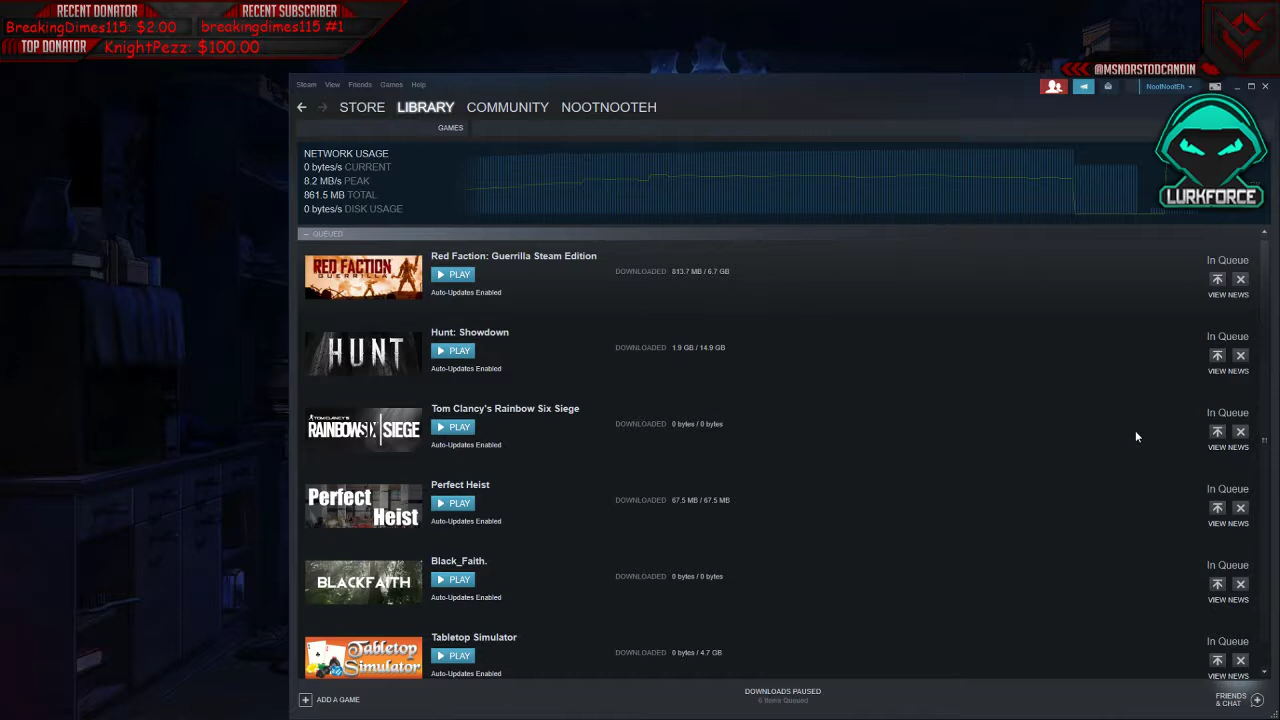 RECENT DONATOR
RECENT SUBSCRIBER
BreakingDimes115: $2.00
breakingdimes115 #1
TOP DONATOR
KnightPezz: $100.00
@MSNORSTODCANDIN
Steam View Friends Games Help
NootNootEh
STORE LIBRARY COMMUNITY NOOTNOOTEH
GAMES
LURKFORCE
NETWORK USAGE
0 bytes/s CURRENT
8.2 MB/s PEAK
861.5 MB TOTAL
0 bytes/s DISK USAGE
— QUEUED
RED FACTION
GUERRILLA
Red Faction: Guerrilla Steam Edition
PLAY
Auto-Updates Enabled
DOWNLOADED 813.7 MB / 6.7 GB
In Queue
VIEW NEWS
HUNT
Hunt: Showdown
PLAY
Auto-Updates Enabled
DOWNLOADED 1.9 GB / 14.9 GB
In Queue
VIEW NEWS
TOM CLANCY'S
RAINBOW SIX | SIEGE
Tom Clancy's Rainbow Six Siege
PLAY
Auto-Updates Enabled
DOWNLOADED 0 bytes / 0 bytes
In Queue
VIEW NEWS
Perfect
Heist
Perfect Heist
PLAY
Auto-Updates Enabled
DOWNLOADED 67.5 MB / 67.5 MB
In Queue
VIEW NEWS
BLACKFAITH
Black_Faith.
PLAY
Auto-Updates Enabled
DOWNLOADED 0 bytes / 0 bytes
In Queue
VIEW NEWS
Tabletop
Simulator
Tabletop Simulator
PLAY
Auto-Updates Enabled
DOWNLOADED 0 bytes / 4.7 GB
In Queue
VIEW NEWS
+ ADD A GAME
DOWNLOADS PAUSED
6 Items Queued
FRIENDS
& CHAT